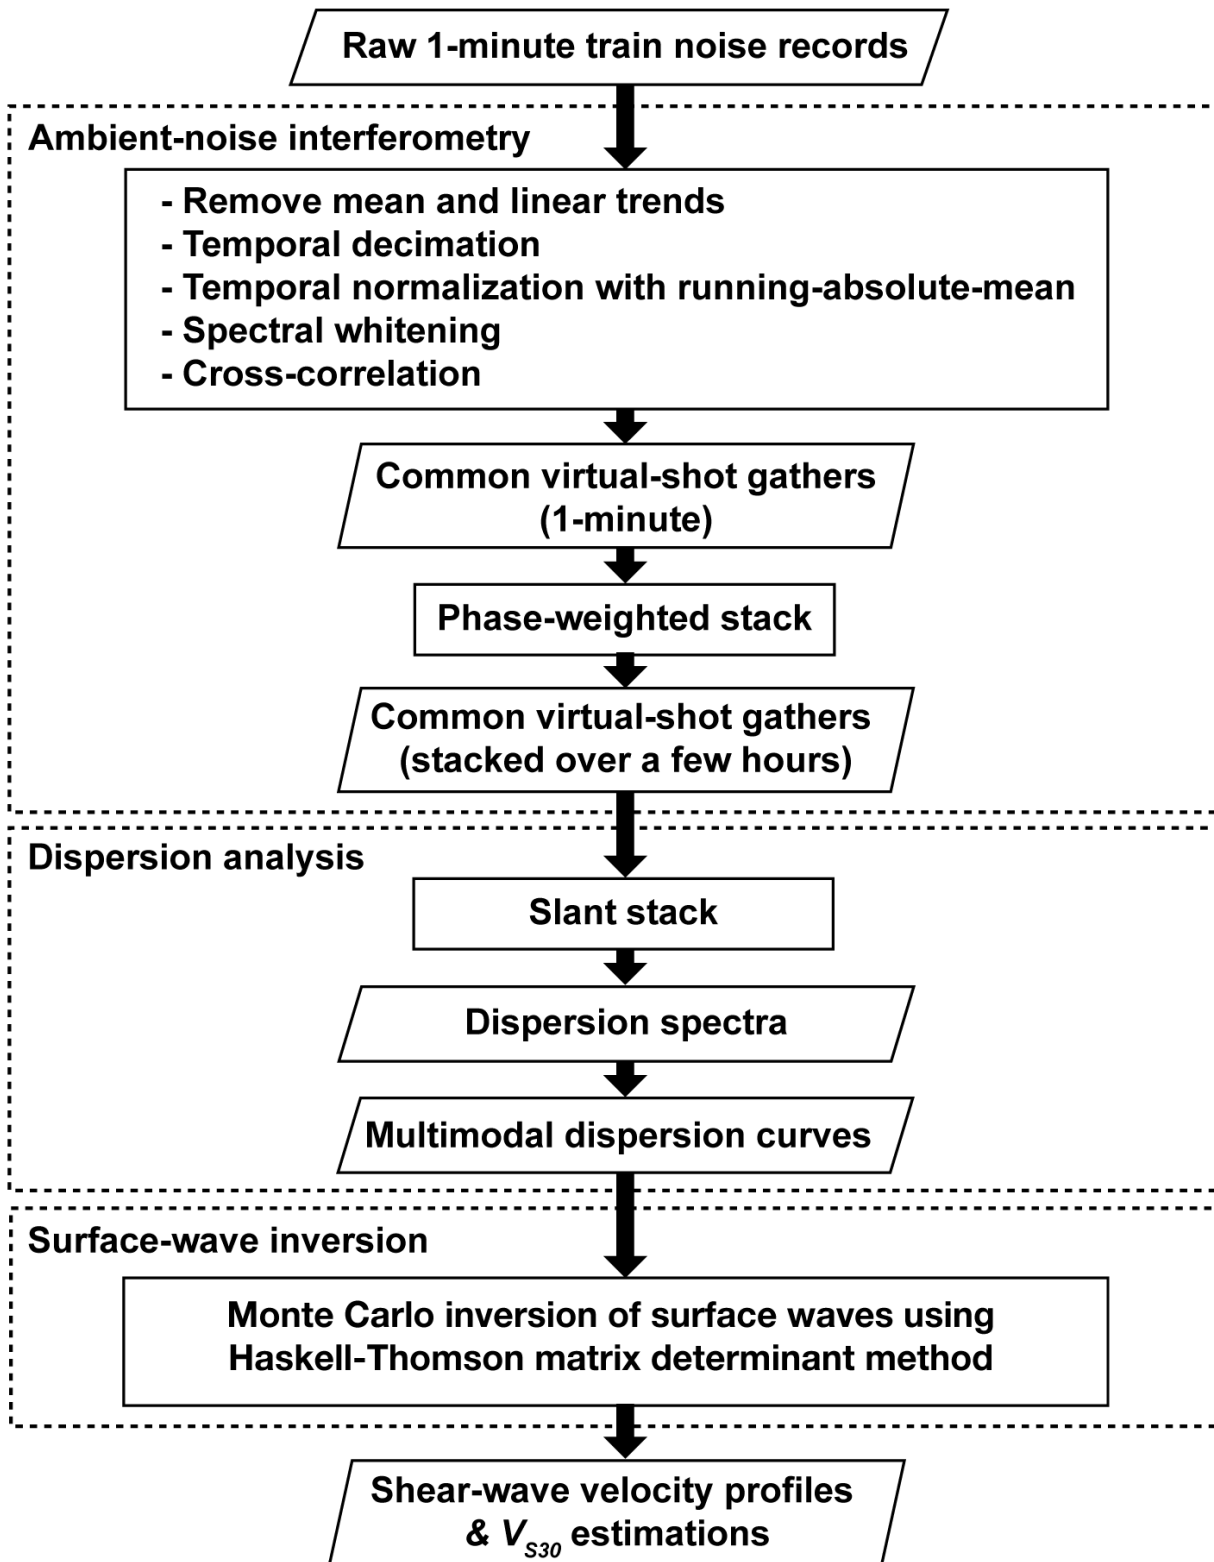 Raw 1-minute train noise records
Ambient-noise interferometry
- Remove mean and linear trends
- Temporal decimation
- Temporal normalization with running-absolute-mean
- Spectral whitening
- Cross-correlation
Common virtual-shot gathers
(1-minute)
Phase-weighted stack
Common virtual-shot gathers
(stacked over a few hours)
Dispersion analysis
Slant stack
Dispersion spectra
Multimodal dispersion curves
Surface-wave inversion
Monte Carlo inversion of surface waves using
Haskell-Thomson matrix determinant method
Shear-wave velocity profiles
& V_S30 estimations